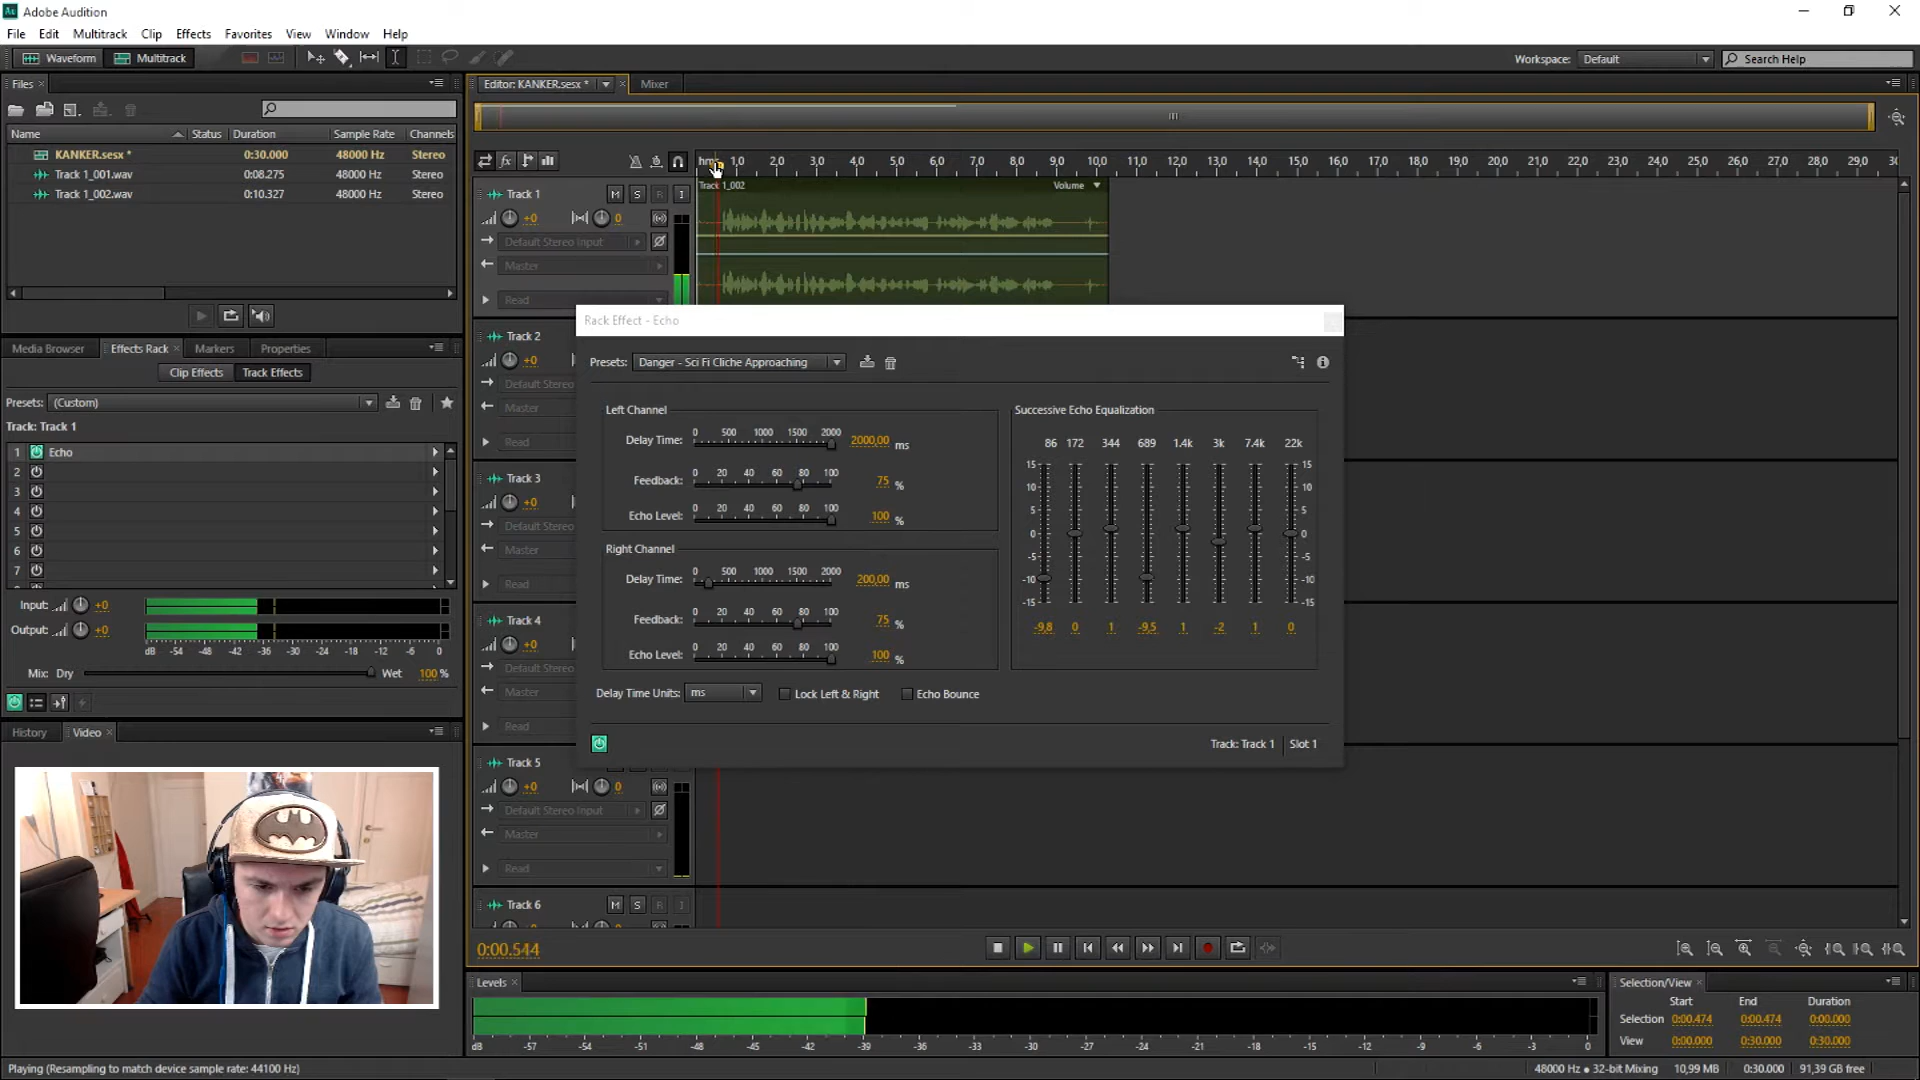 Adobe Audition
File Edit Multitrack Clip Effects Favorites View Window Help
Waveform Multitrack Workspace: Default Search Help
Files Editor: KANKER.sesx * Mixer
Name Status Duration Sample Rate Channels
KANKER.sesx * 0:30.000 48000 Hz Stereo
Track 1_001.wav 0:08.275 48000 Hz Stereo
Track 1_002.wav 0:10.327 48000 Hz Stereo
1,0 2,0 3,0 4,0 5,0 6,0 7,0 8,0 9,0 10,0 11,0 12,0 13,0 14,0 15,0 16,0 17,0 18,0 19,0 20,0 21,0 22,0 23,0 24,0 25,0 26,0 27,0 28,0 29,0
Track 1_002 Volume
Track 1 M S R I
+0 0
Default Stereo Input
Master
Read
Media Browser Effects Rack Markers Properties
Clip Effects Track Effects
Presets: (Custom)
Track: Track 1
1 Echo
2
3
4
5
6
7
Input: +0
Output: +0
dB -54 -48 -42 -36 -30 -24 -18 -12 -6 0
Mix: Dry Wet 100 %
History Video
Track 2
+0
Default Stereo
Master
Read
Track 3
+0
Default Stereo
Master
Read
Track 4
+0
Default Stereo
Master
Read
Track 5
+0 0
Default Stereo Input
Master
Read
Track 6 M S R I
Rack Effect - Echo
Presets: Danger - Sci Fi Cliche Approaching
Left Channel
0 500 1000 1500 2000
Delay Time: 2000,00 ms
0 20 40 60 80 100
Feedback: 75 %
0 20 40 60 80 100
Echo Level: 100 %
Right Channel
0 500 1000 1500 2000
Delay Time: 200,00 ms
0 20 40 60 80 100
Feedback: 75 %
0 20 40 60 80 100
Echo Level: 100 %
Successive Echo Equalization
86 172 344 689 1.4k 3k 7.4k 22k
15 15
10 10
5 5
0 0
-5 -5
-10 -10
-15 -15
-9,8 0 1 -9,5 1 -2 1 0
Delay Time Units: ms Lock Left & Right Echo Bounce
Track: Track 1 Slot 1
0:00.544
Levels
dB -57 -54 -51 -48 -45 -42 -39 -36 -33 -30 -27 -24 -21 -18 -15 -12 -9 -6 -3 0
Selection/View
Start End Duration
Selection 0:00.474 0:00.474 0:00.000
View 0:00.000 0:30.000 0:30.000
Playing (Resampling to match device sample rate: 44100 Hz)
48000 Hz ● 32-bit Mixing 10,99 MB 0:30.000 91,39 GB free